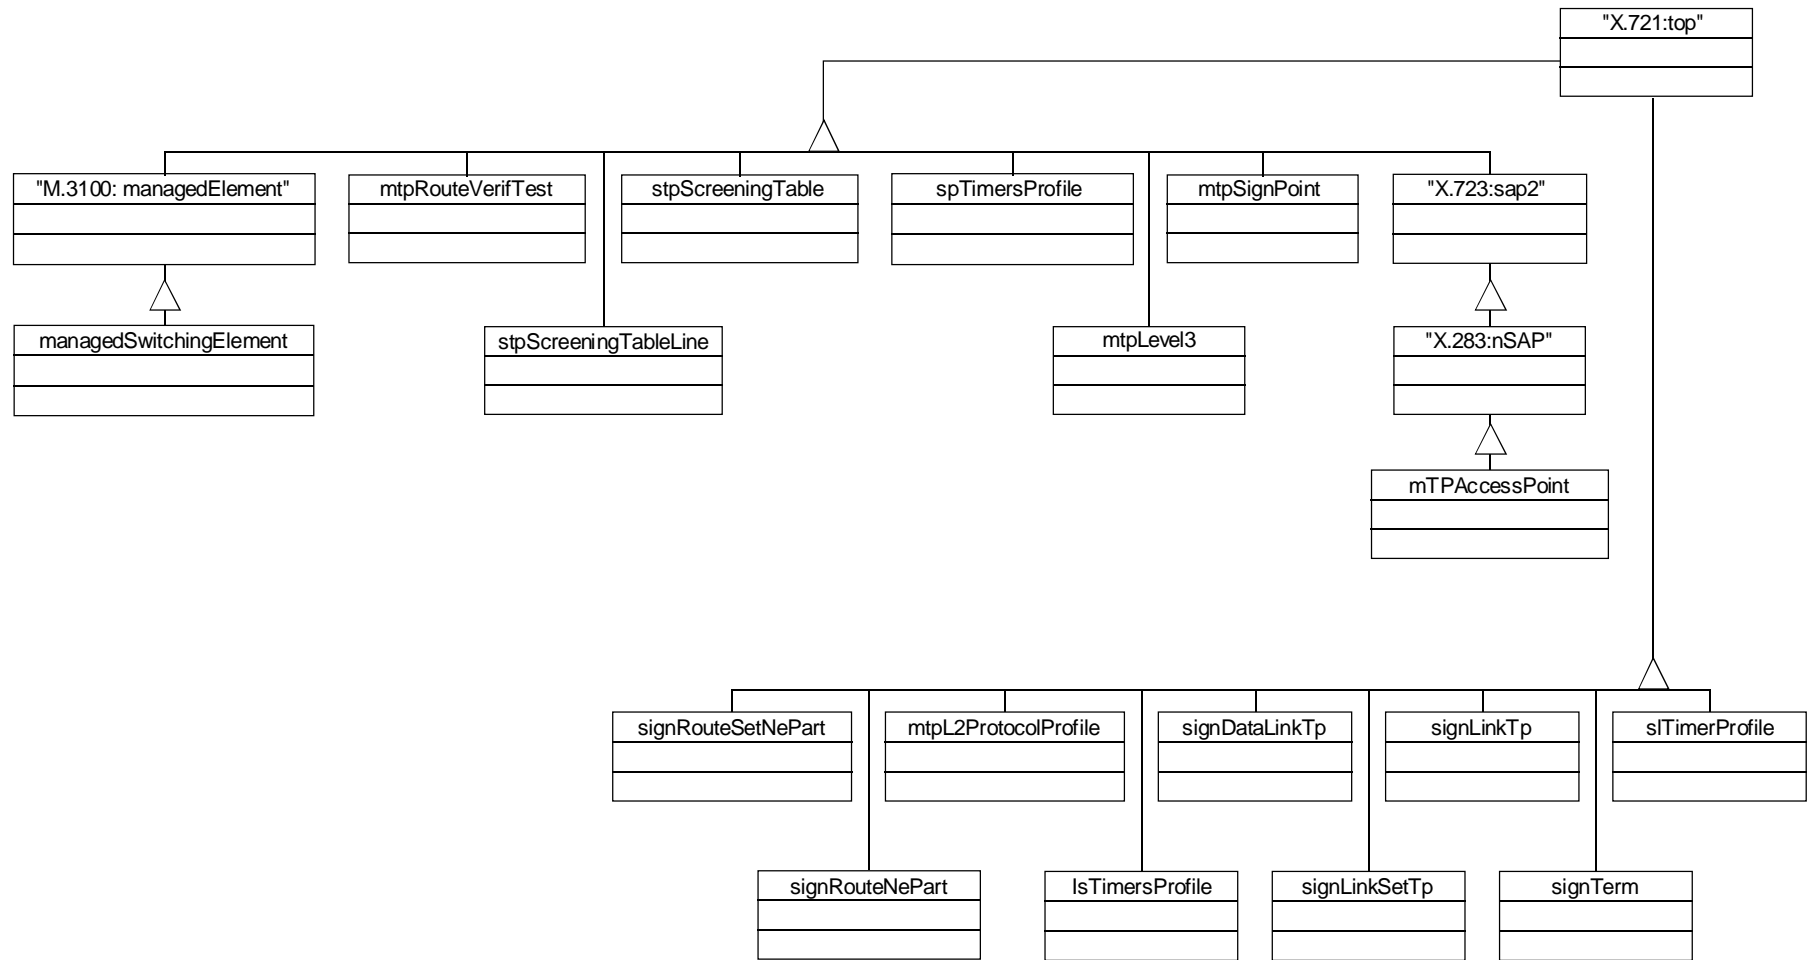 "X.721:top"
"M.3100: managedElement"
mtpRouteVerifTest
stpScreeningTable
spTimersProfile
mtpSignPoint
"X.723:sap2"
managedSwitchingElement
stpScreeningTableLine
mtpLevel3
"X.283:nSAP"
mTPAccessPoint
signRouteSetNePart
mtpL2ProtocolProfile
signDataLinkTp
signLinkTp
slTimerProfile
signRouteNePart
lsTimersProfile
signLinkSetTp
signTerm